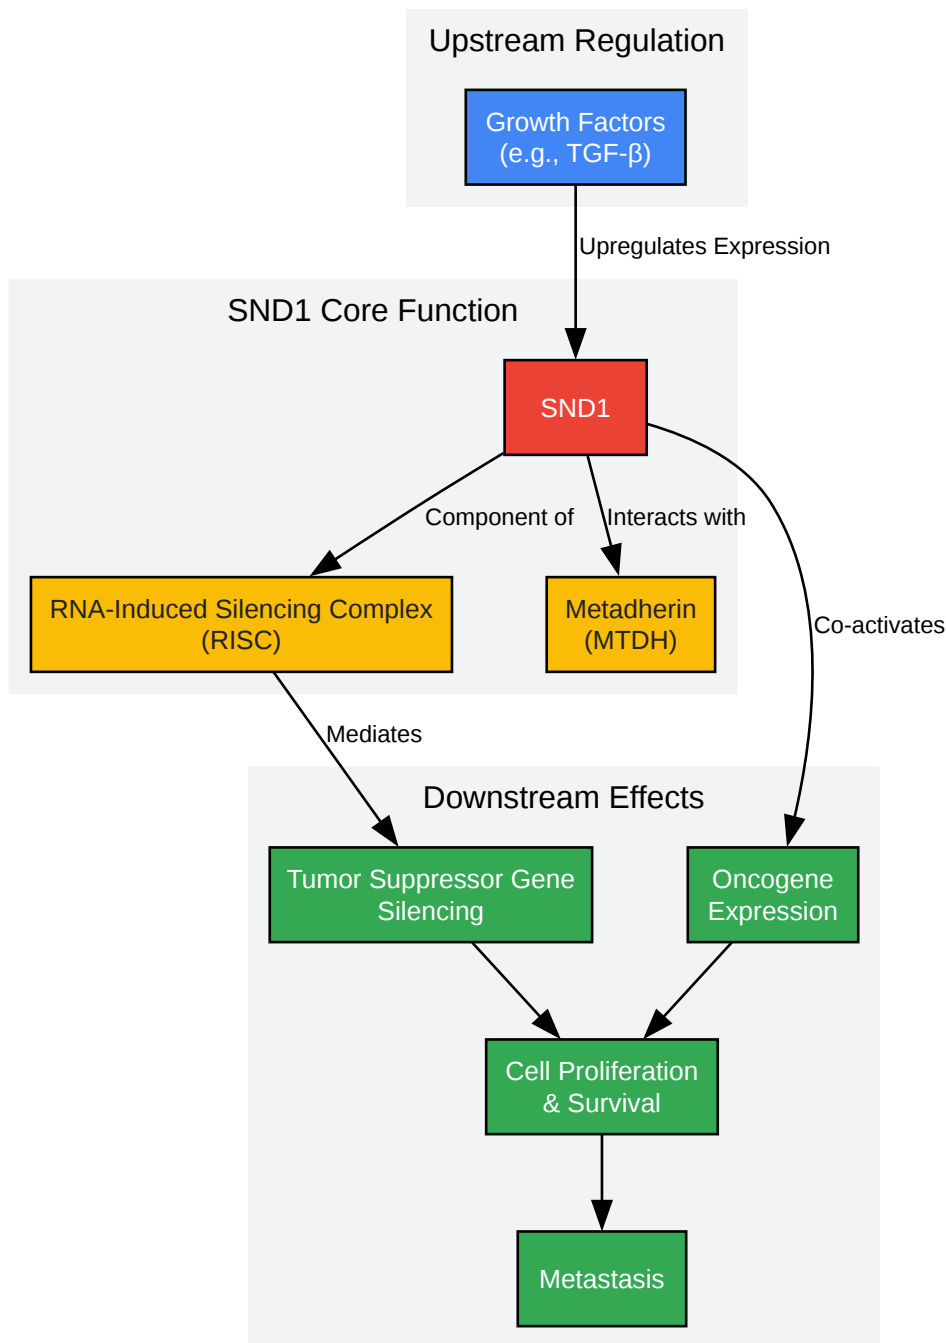 Upstream Regulation
Growth Factors
(e.g., TGF-β)
Upregulates Expression
SND1 Core Function
SND1
Component of
Interacts with
RNA-Induced Silencing Complex
(RISC)
Metadherin
(MTDH)
Co-activates
Mediates
Downstream Effects
Tumor Suppressor Gene
Silencing
Oncogene
Expression
Cell Proliferation
& Survival
Metastasis